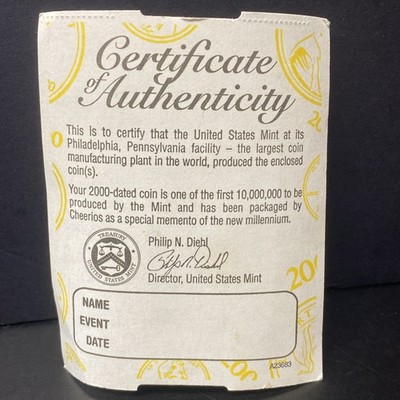 Certificate
of Authenticity
This is to certify that the United States Mint at its
Philadelphia, Pennsylvania facility – the largest coin
manufacturing plant in the world, produced the enclosed
coin(s).
Your 2000-dated coin is one of the first 10,000,000 to be
produced by the Mint and has been packaged by
Cheerios as a special memento of the new millennium.
Philip N. Diehl
Philip N. Diehl
Director, United States Mint
TREASURY
UNITED STATES MINT
NAME
EVENT
DATE
A23683